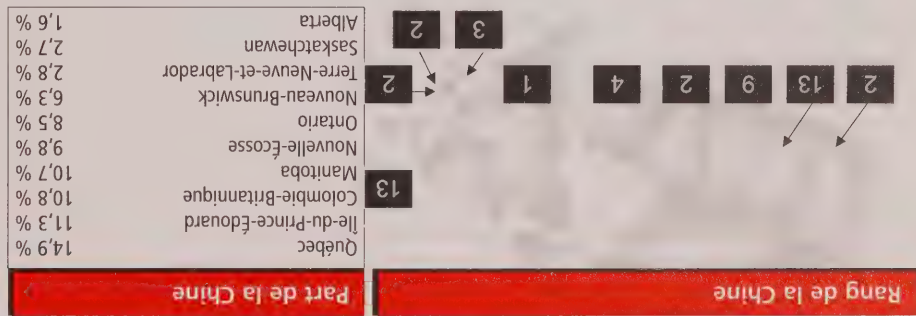 Rang de la Chine
13
2
13
6
2
4
1
2
3
2
Part de la Chine
Québec 14,9 %
Île-du-Prince-Édouard 11,3 %
Colombie-Britannique 10,8 %
Manitoba 10,7 %
Nouvelle-Écosse 9,8 %
Ontario 8,5 %
Nouveau-Brunswick 6,3 %
Terre-Neuve-et-Labrador 2,8 %
Saskatchewan 2,7 %
Alberta 1,6 %